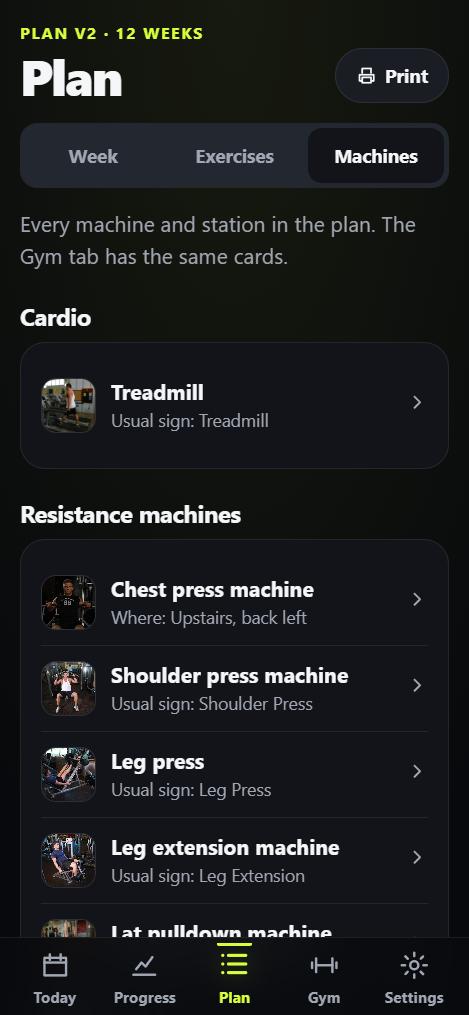 PLAN V2 · 12 WEEKS
Plan
Print
Week
Exercises
Machines
Every machine and station in the plan. The
Gym tab has the same cards.
Cardio
Treadmill
Usual sign: Treadmill
Resistance machines
Chest press machine
Where: Upstairs, back left
Shoulder press machine
Usual sign: Shoulder Press
Leg press
Usual sign: Leg Press
Leg extension machine
Usual sign: Leg Extension
Lat pulldown machine
Today
Progress
Plan
Gym
Settings